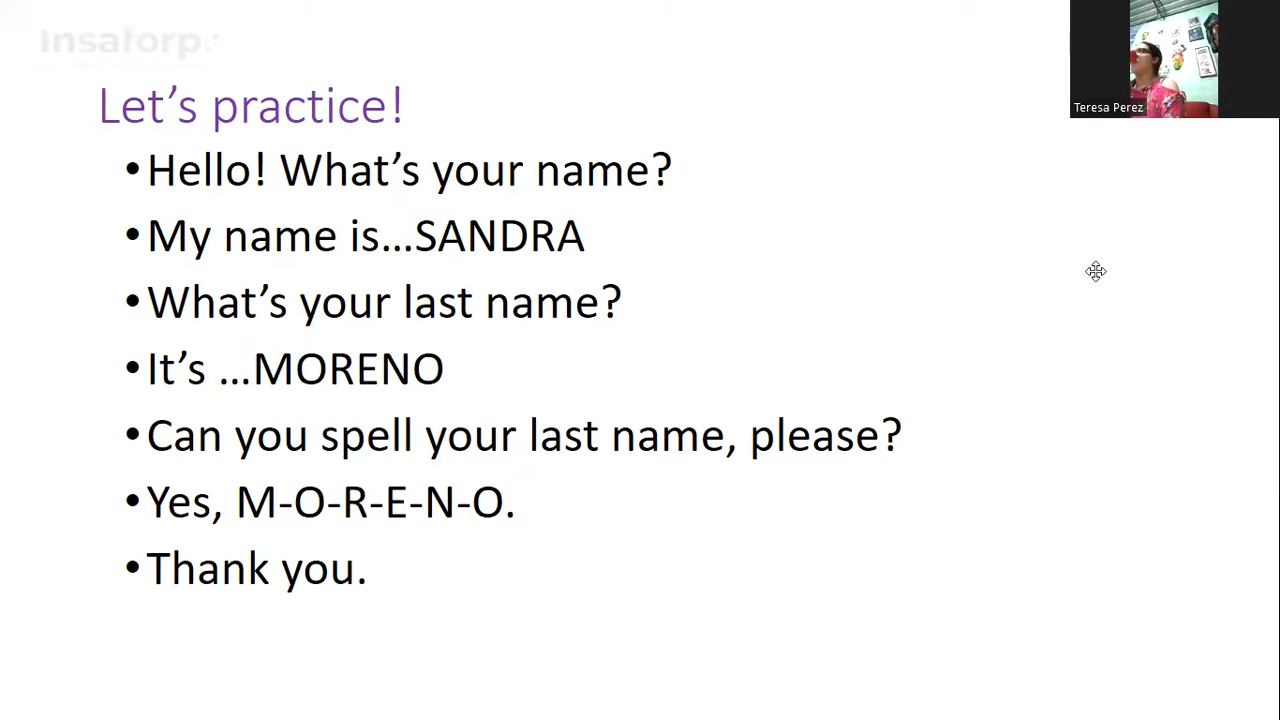 Insaforp
Teresa Perez
Let’s practice!
•Hello! What’s your name?
•My name is...SANDRA
•What’s your last name?
•It’s ...MORENO
•Can you spell your last name, please?
•Yes, M-O-R-E-N-O.
•Thank you.